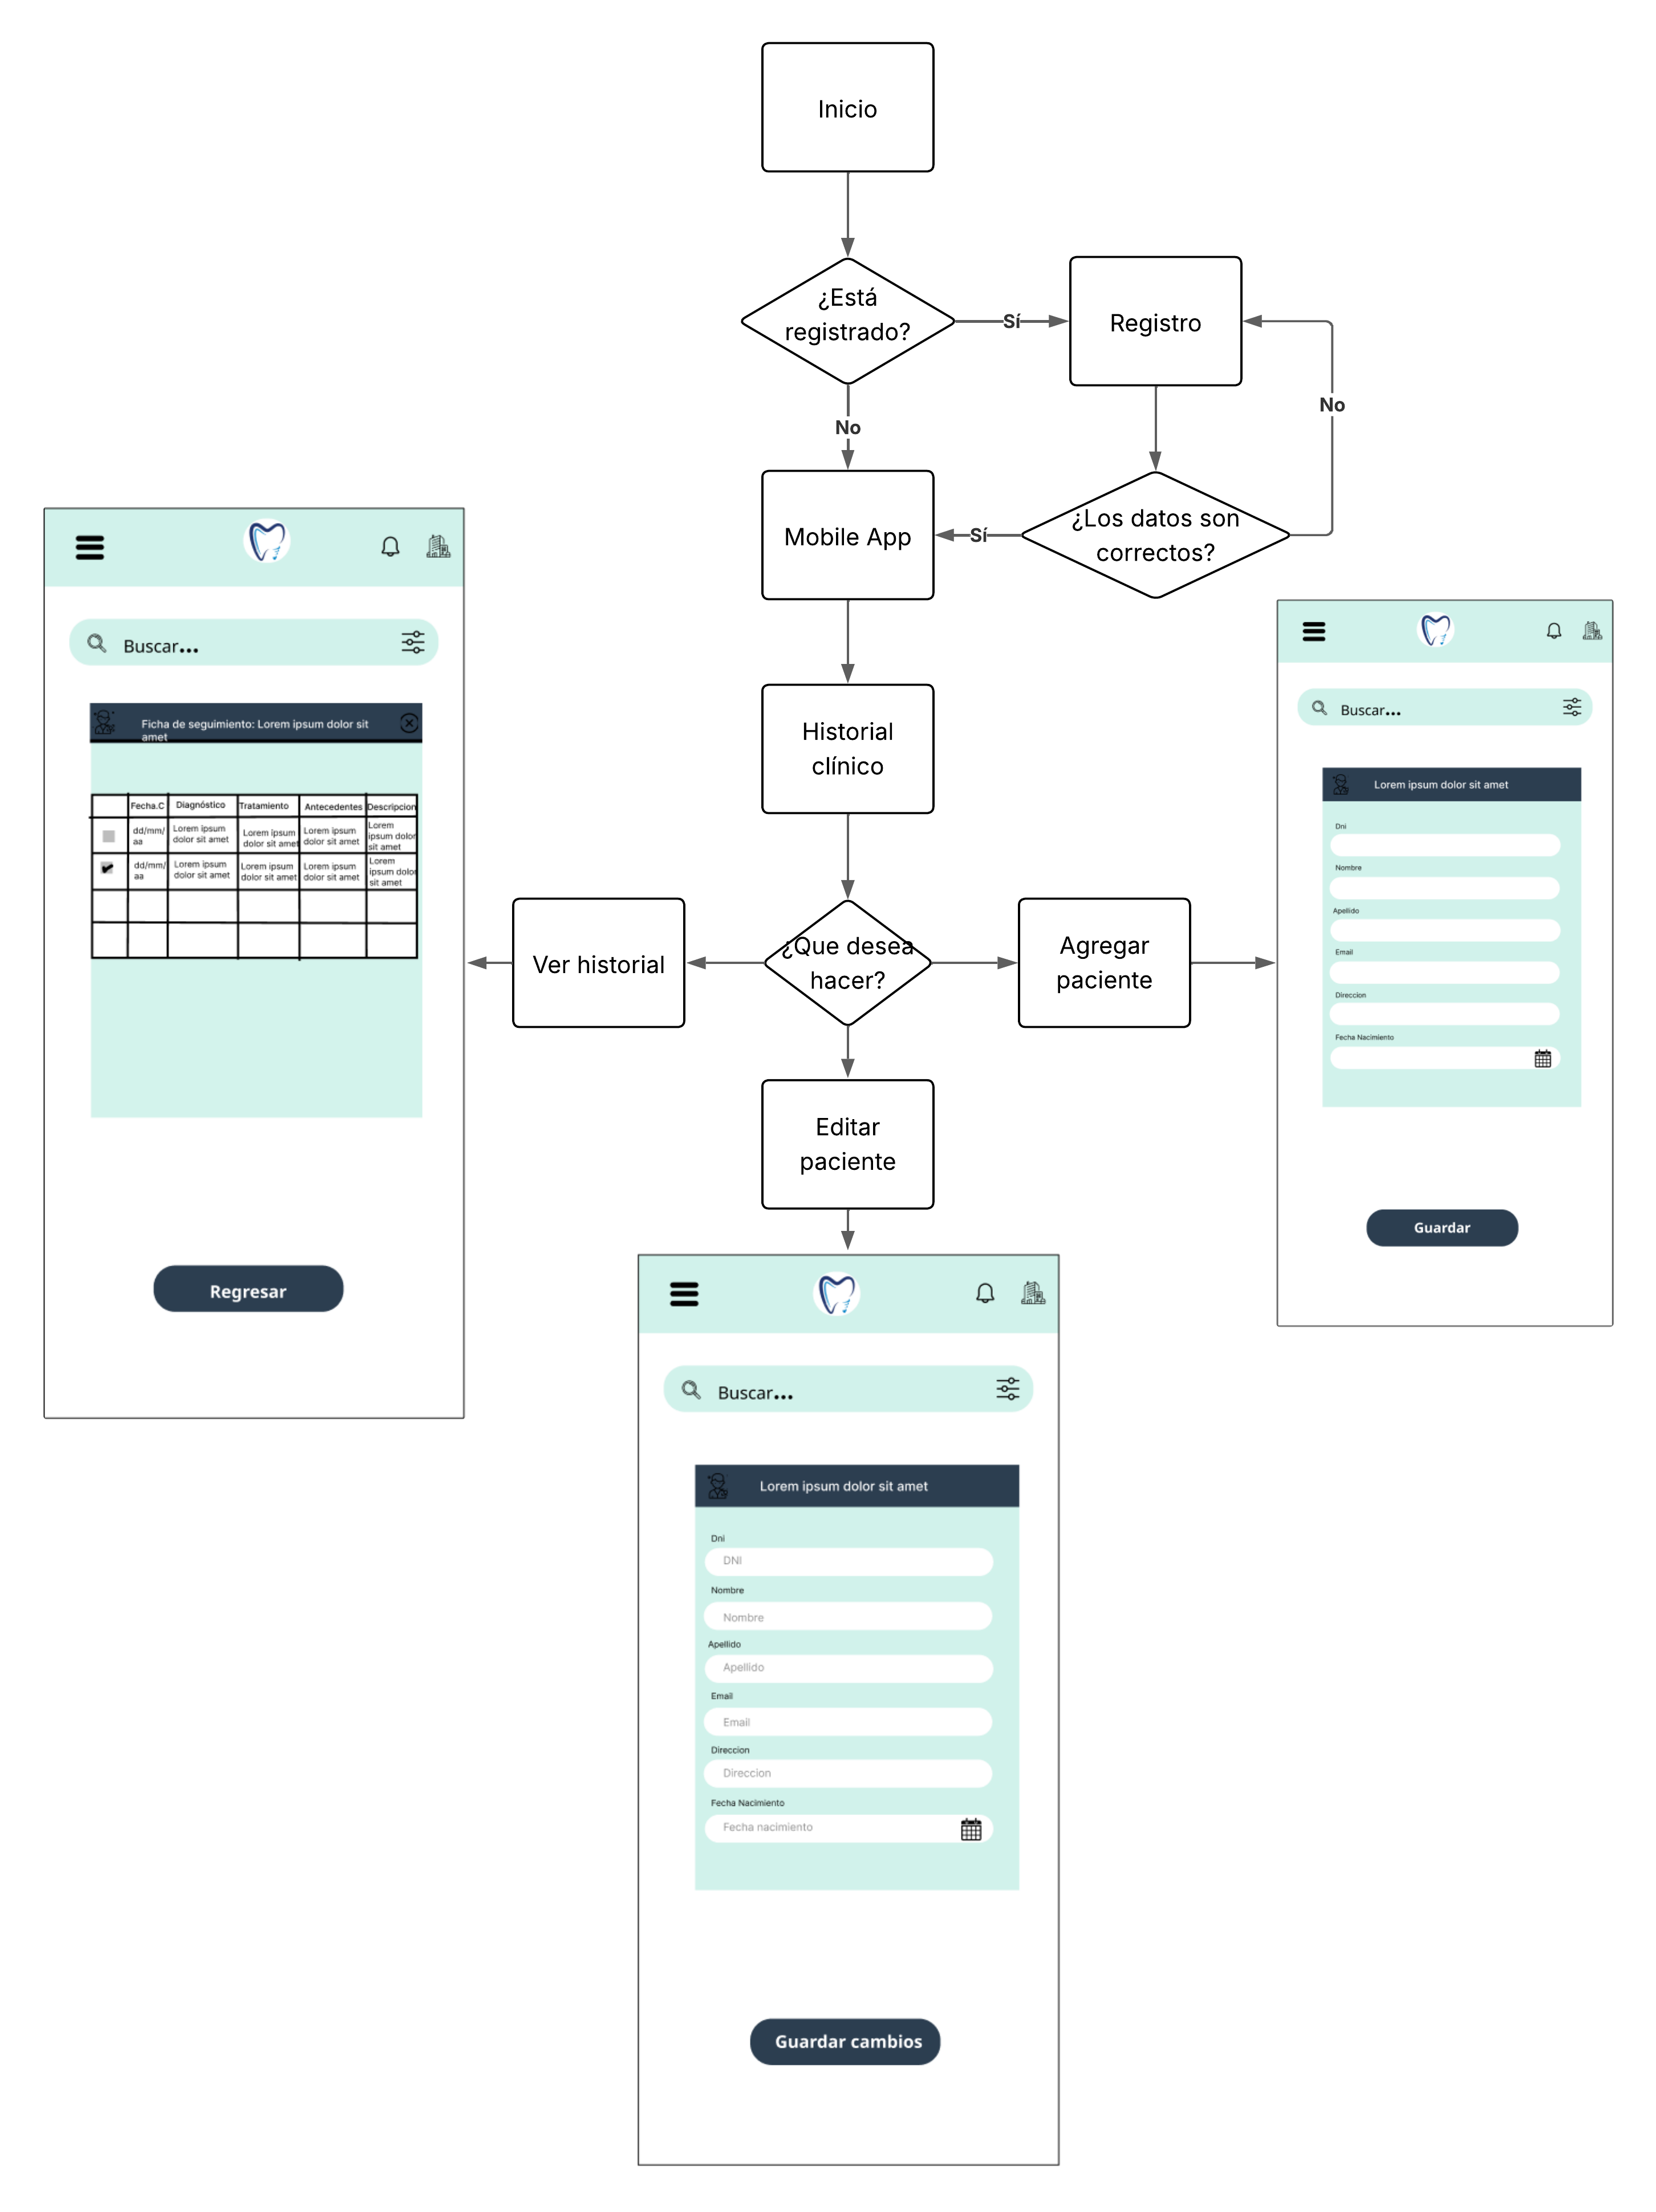 Inicio
¿Está
registrado?
Sí
Registro
No
No
Mobile App
Sí
¿Los datos son
correctos?
Historial
clínico
¿Que desea
hacer?
Ver historial
Agregar
paciente
Editar
paciente
Buscar...
Ficha de seguimiento: Lorem ipsum dolor sit
amet
Fecha.C Diagnóstico Tratamiento Antecedentes Descripcion
dd/mm/
aa
Lorem ipsum
dolor sit amet
Lorem ipsum
dolor sit amet
Lorem ipsum
dolor sit amet
Lorem
ipsum dolor
sit amet
dd/mm/
aa
Lorem ipsum
dolor sit amet
Lorem ipsum
dolor sit amet
Lorem ipsum
dolor sit amet
Lorem
ipsum dolor
sit amet
Regresar
Buscar...
Lorem ipsum dolor sit amet
Dni
Nombre
Apellido
Email
Direccion
Fecha Nacimiento
Guardar
Buscar...
Lorem ipsum dolor sit amet
Dni
DNI
Nombre
Nombre
Apellido
Apellido
Email
Email
Direccion
Direccion
Fecha Nacimiento
Fecha nacimiento
Guardar cambios